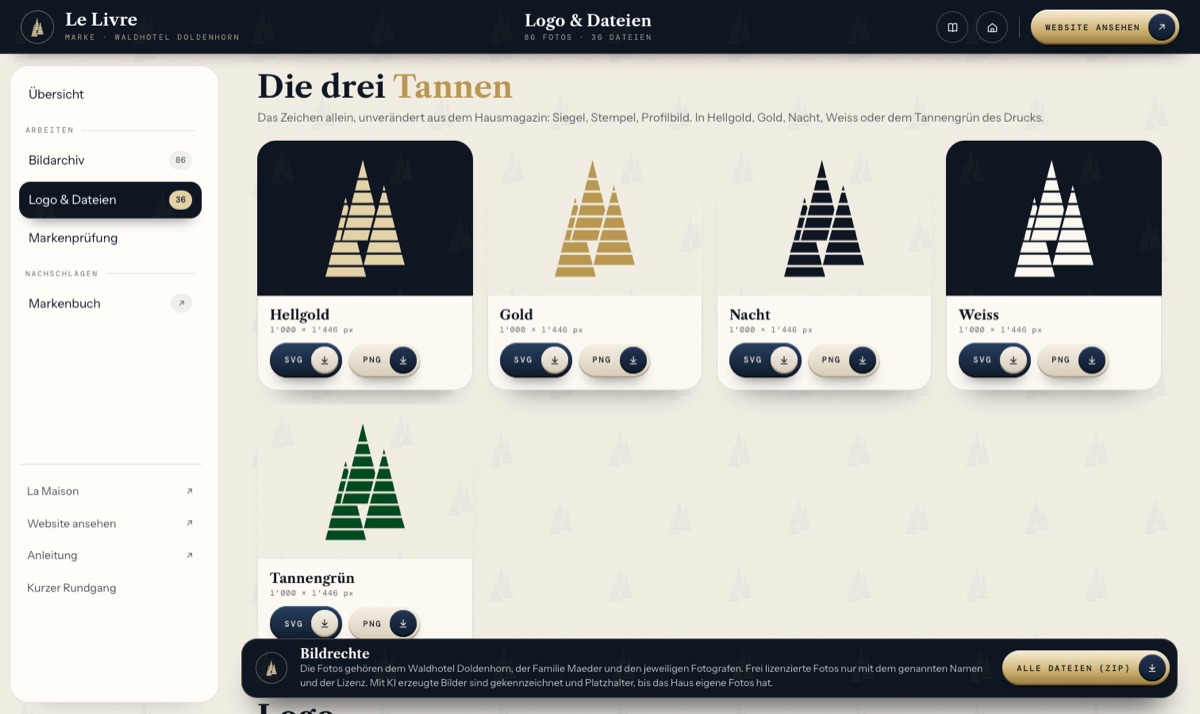 Le Livre
MARKE · WALDHOTEL DOLDENHORN
Logo & Dateien
86 FOTOS · 36 DATEIEN
WEBSITE ANSEHEN
Übersicht
ARBEITEN
Bildarchiv 86
Logo & Dateien 36
Markenprüfung
NACHSCHLAGEN
Markenbuch
La Maison
Website ansehen
Anleitung
Kurzer Rundgang
Die drei Tannen
Das Zeichen allein, unverändert aus dem Hausmagazin: Siegel, Stempel, Profilbild. In Hellgold, Gold, Nacht, Weiss oder dem Tannengrün des Drucks.
Hellgold
1'000 × 1'446 px
SVG PNG
Gold
1'000 × 1'446 px
SVG PNG
Nacht
1'000 × 1'446 px
SVG PNG
Weiss
1'000 × 1'446 px
SVG PNG
Tannengrün
1'000 × 1'446 px
SVG PNG
Bildrechte
Die Fotos gehören dem Waldhotel Doldenhorn, der Familie Maeder und den jeweiligen Fotografen. Frei lizenzierte Fotos nur mit dem genannten Namen
und der Lizenz. Mit KI erzeugte Bilder sind gekennzeichnet und Platzhalter, bis das Haus eigene Fotos hat.
ALLE DATEIEN (ZIP)